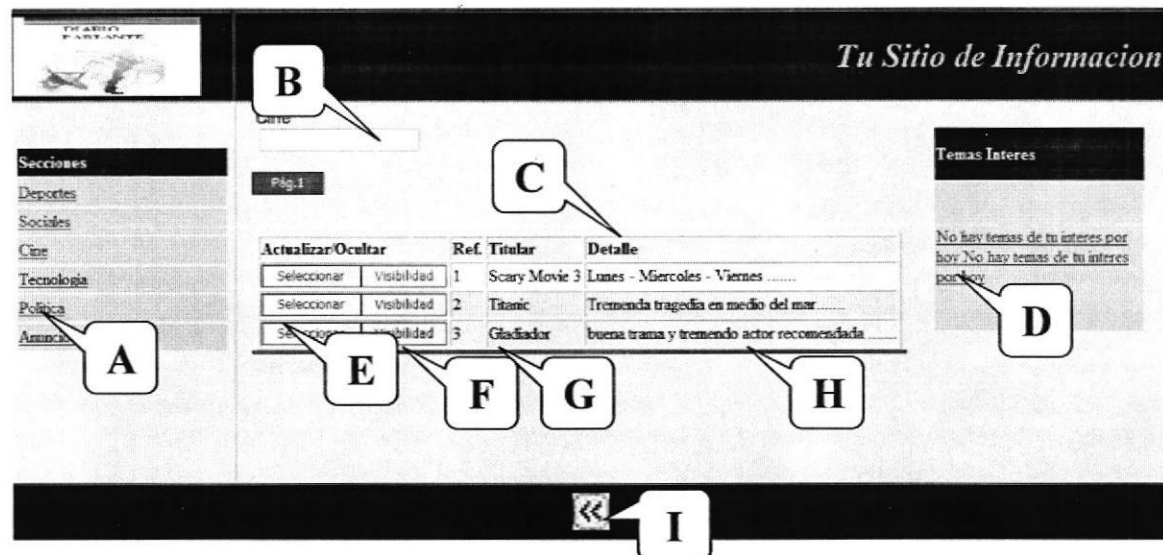 DIARIO
PARLANTE
Tu Sitio de Informacion
B
Cine
Pág.1
C
Secciones
Deportes
Sociales
Cine
Tecnologia
Politica
A
Temas Interes
No hay temas de tu interes por
hoy No hay temas de tu interes
por hoy
D
Actualizar/Ocultar Ref. Titular Detalle
Seleccionar Visibilidad 1 Scary Movie 3 Lunes - Miercoles - Viernes .......
Seleccionar Visibilidad 2 Titanic Tremenda tragedia en medio del mar.......
Seleccionar Visibilidad 3 Gladiador buena trama y tremendo actor recomendada .......
E
F
G
H
<<
I